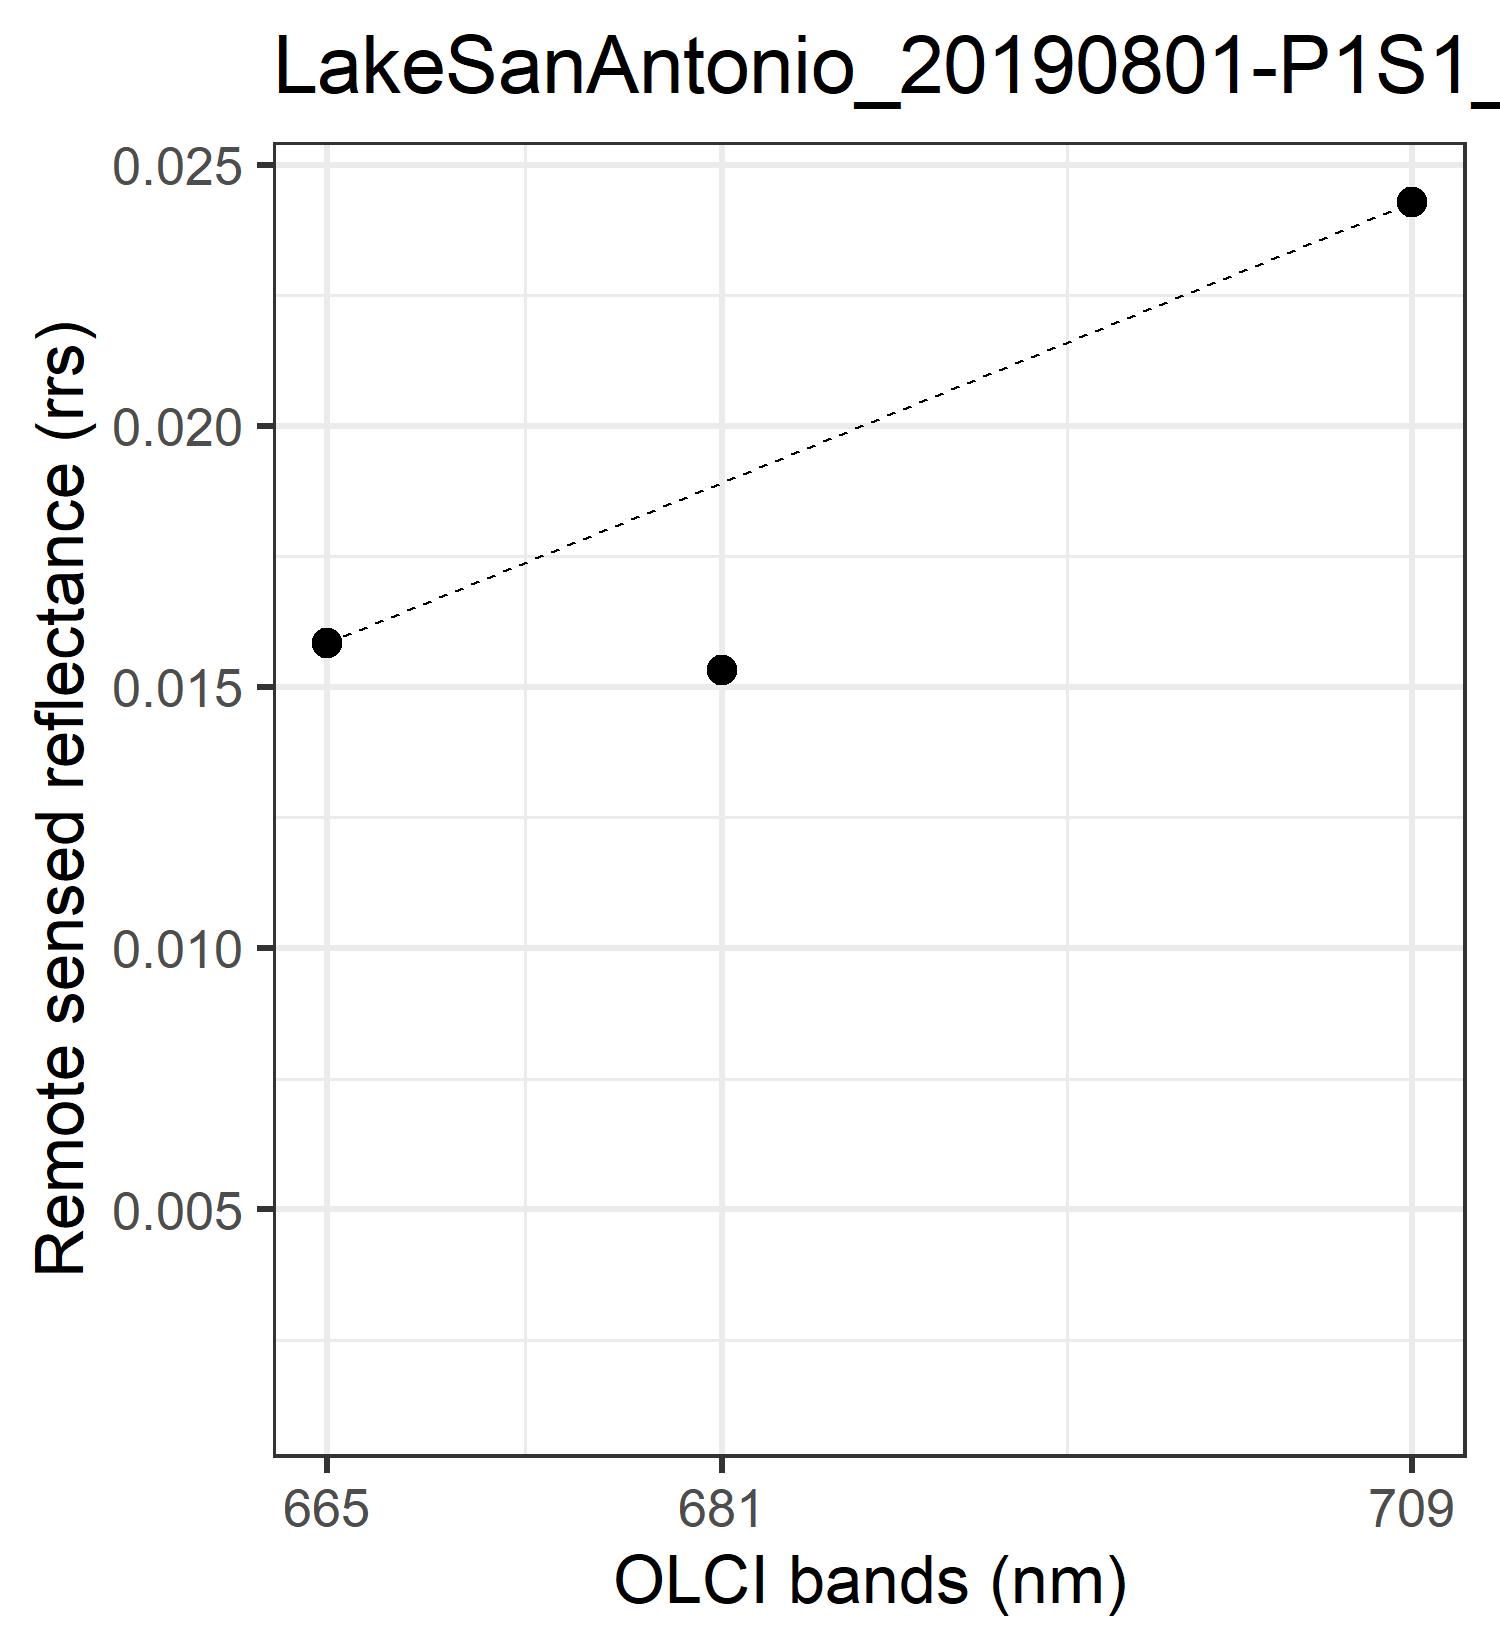 LakeSanAntonio_20190801-P1S1_
0.025
0.020
0.015
0.010
0.005
Remote sensed reflectance (rrs)
665 681 709
OLCI bands (nm)